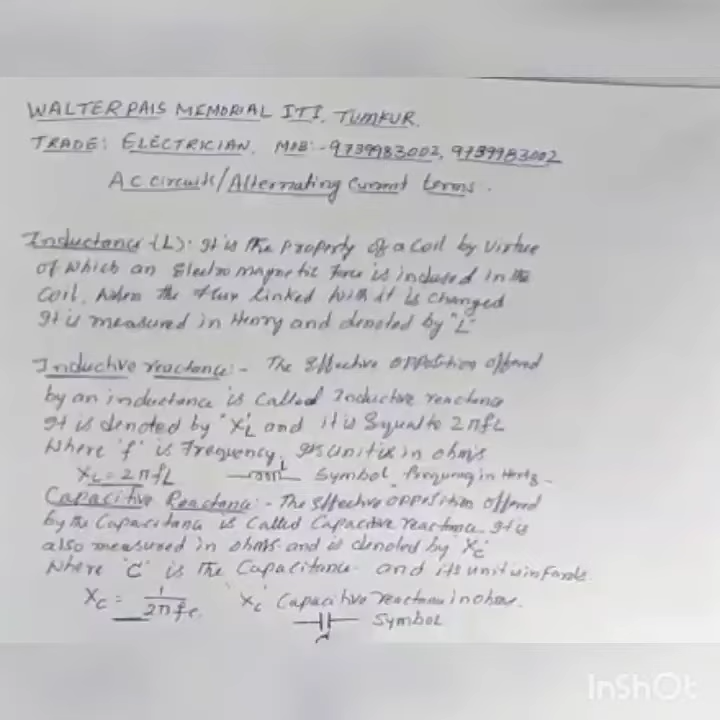 WALTER PAIS MEMORIAL ITI, TUMKUR.
TRADE: ELECTRICIAN. MOB:-9739983002, 9739983002
AC circuits/Alternating Current terms.
Inductance (L): It is the property of a coil by virtue
of which an Electro magnetic force is induced in the
coil, when the flux linked with it is changed
It is measured in Henry and denoted by "L"
Inductive reactance:- The effective opposition offered
by an inductance is called Inductive reactance
It is denoted by "XL" and it is equal to 2πfL
Where 'f' is frequency, its unit is in ohms
XL = 2πfL L Symbol, frequency in Hertz-
Capacitive Reactance:- The effective opposition offered
by the Capacitance is called Capacitive reactance. It is
also measured in ohms and is denoted by 'Xc'
Where 'C' is the Capacitance and its unit is in Farads
Xc = 1/2πfc 'Xc' Capacitive reactance in ohms.
Symbol
InShOt